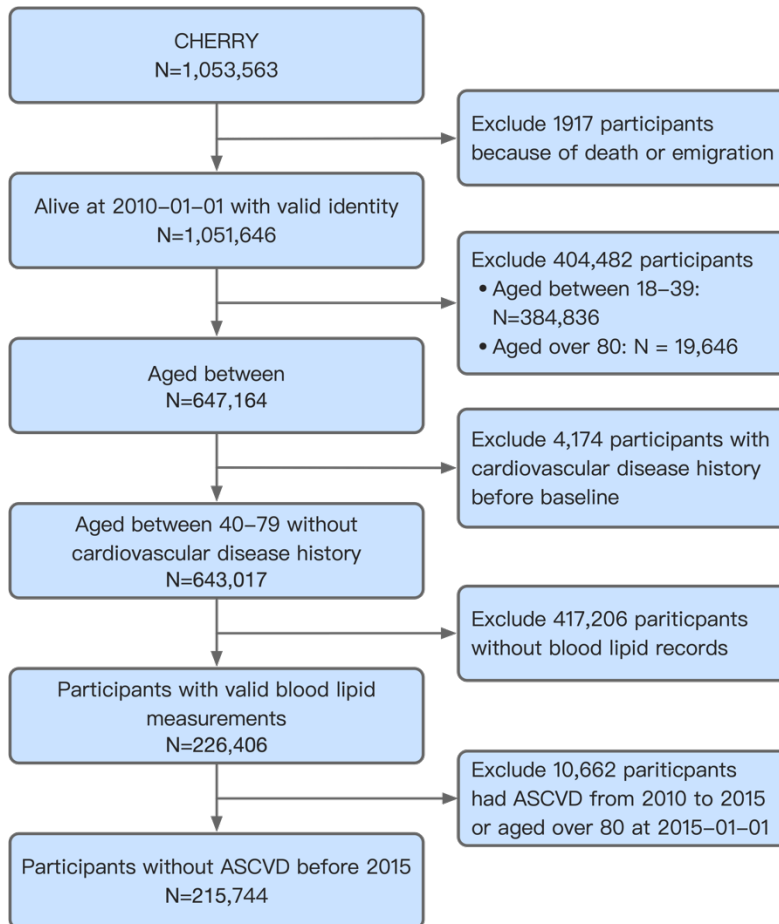 CHERRY
N=1,053,563
Exclude 1917 participants
because of death or emigration
Alive at 2010-01-01 with valid identity
N=1,051,646
Exclude 404,482 participants
• Aged between 18-39:
N=384,836
• Aged over 80: N = 19,646
Aged between
N=647,164
Exclude 4,174 participants with
cardiovascular disease history
before baseline
Aged between 40-79 without
cardiovascular disease history
N=643,017
Exclude 417,206 pariticpants
without blood lipid records
Participants with valid blood lipid
measurements
N=226,406
Exclude 10,662 pariticpants
had ASCVD from 2010 to 2015
or aged over 80 at 2015-01-01
Participants without ASCVD before 2015
N=215,744